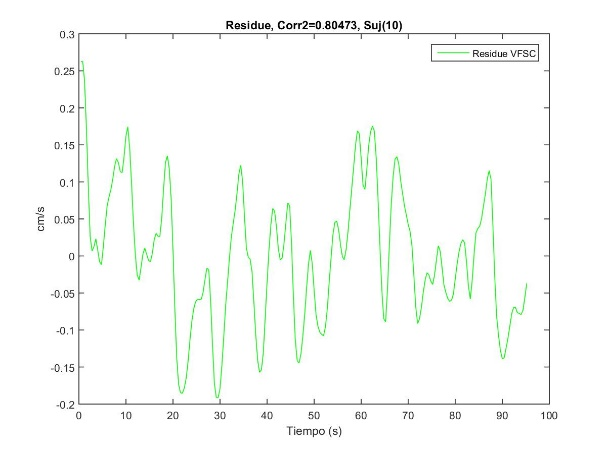 Residue, Corr2=0.80473, Suj(10)
0.3
0.25
0.2
0.15
0.1
0.05
0
-0.05
-0.1
-0.15
-0.2
cm/s
Residue VFSC
0 10 20 30 40 50 60 70 80 90 100
Tiempo (s)